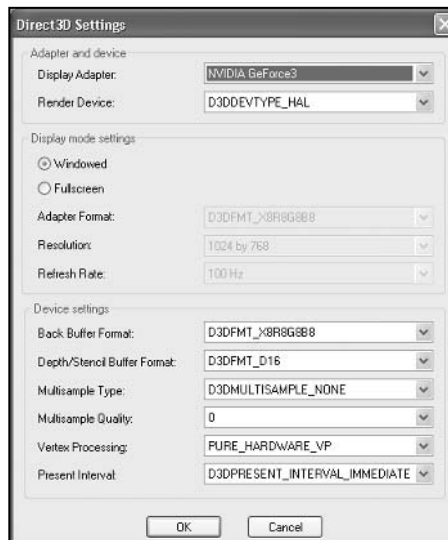 Direct3D Settings
Adapter and device
Display Adapter: NVIDIA GeForce3
Render Device: D3DDEVTYPE_HAL
Display mode settings
Windowed
Fullscreen
Adapter Format: D3DFMT_X8R8G8B8
Resolution: 1024 by 768
Refresh Rate: 100 Hz
Device settings
Back Buffer Format: D3DFMT_X8R8G8B8
Depth/Stencil Buffer Format: D3DFMT_D16
Multisample Type: D3DMULTISAMPLE_NONE
Multisample Quality: 0
Vertex Processing: PURE_HARDWARE_VP
Present Interval: D3DPRESENT_INTERVAL_IMMEDIATE
OK Cancel